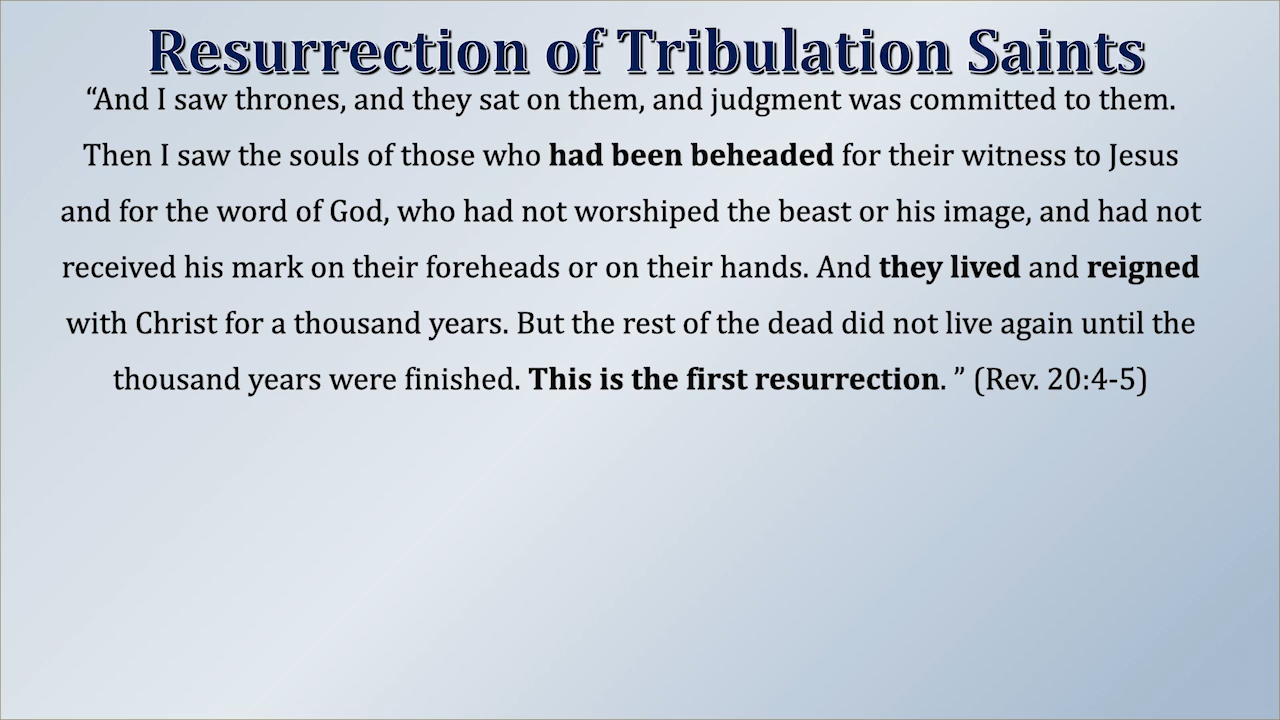 Resurrection of Tribulation Saints
“And I saw thrones, and they sat on them, and judgment was committed to them.
Then I saw the souls of those who had been beheaded for their witness to Jesus
and for the word of God, who had not worshiped the beast or his image, and had not
received his mark on their foreheads or on their hands. And they lived and reigned
with Christ for a thousand years. But the rest of the dead did not live again until the
thousand years were finished. This is the first resurrection. ” (Rev. 20:4-5)